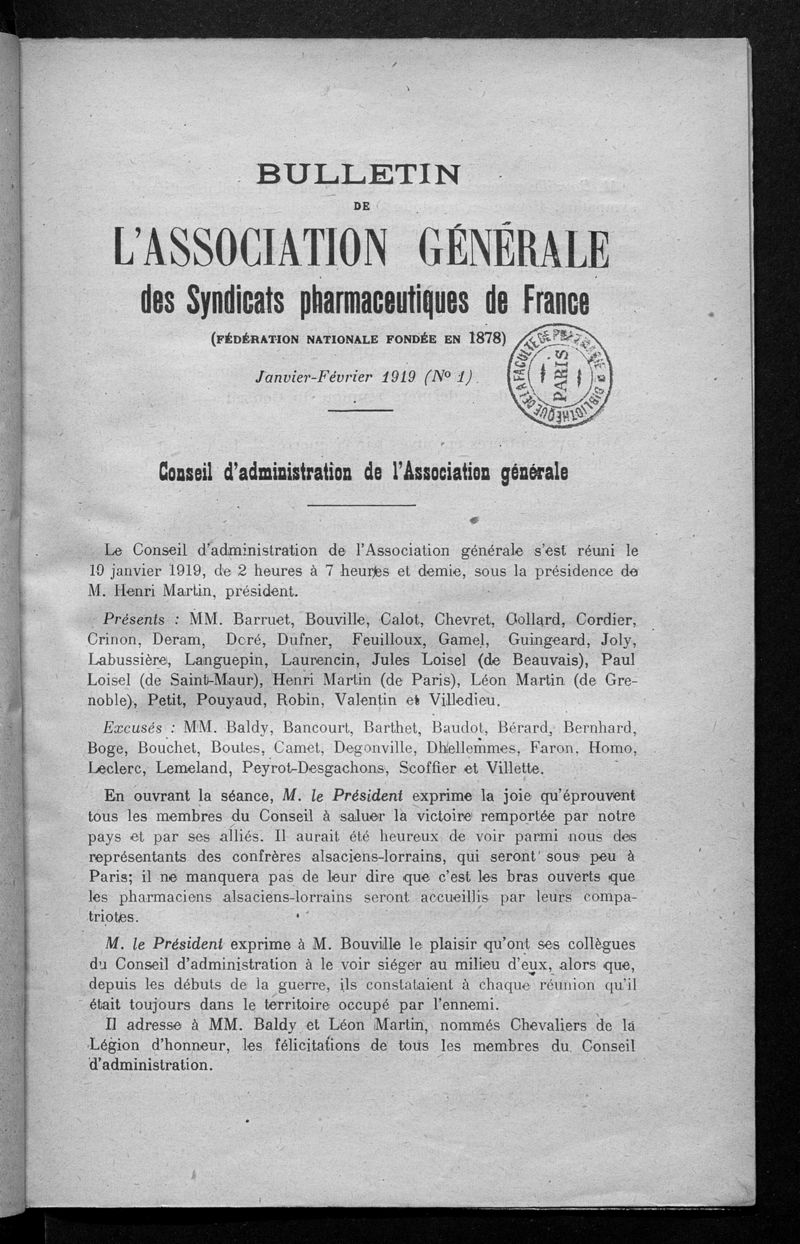 BULLETIN
DE
L'ASSOCIATION GÉNÉRALE
des Syndicats pharmaceutiques de France
(FÉDÉRATION NATIONALE FONDÉE EN 1878)
Janvier-Février 1919 (No 1)
BIBLIOTHÈQUE DE LA FACULTÉ DE PHARMACIE
PARIS
Conseil d'administration de l'Association générale
Le Conseil d'administration de l'Association générale s'est réuni le
19 janvier 1919, de 2 heures à 7 heures et demie, sous la présidence de
M. Henri Martin, président.
Présents : MM. Barruet, Bouville, Calot, Chevret, Collard, Cordier,
Crinon, Deram, Doré, Dufner, Feuilloux, Gamel, Guingeard, Joly,
Labussière, Languepin, Laurencin, Jules Loisel (de Beauvais), Paul
Loisel (de Saint-Maur), Henri Martin (de Paris), Léon Martin (de Gre-
noble), Petit, Pouyaud, Robin, Valentin et Villedieu.
Excusés : MM. Baldy, Bancourt, Barthet, Baudot, Bérard, Bernhard,
Boge, Bouchet, Boutes, Camet, Degonville, Dhellemmes, Faron, Homo,
Leclerc, Lemeland, Peyrot-Desgachons, Scoffier et Villette.
En ouvrant la séance, M. le Président exprime la joie qu'éprouvent
tous les membres du Conseil à saluer la victoire remportée par notre
pays et par ses alliés. Il aurait été heureux de voir parmi nous des
représentants des confrères alsaciens-lorrains, qui seront sous peu à
Paris; il ne manquera pas de leur dire que c'est les bras ouverts que
les pharmaciens alsaciens-lorrains seront accueillis par leurs compa-
triotes.
M. le Président exprime à M. Bouville le plaisir qu'ont ses collègues
du Conseil d'administration à le voir siéger au milieu d'eux, alors que,
depuis les débuts de la guerre, ils constataient à chaque réunion qu'il
était toujours dans le territoire occupé par l'ennemi.
Il adresse à MM. Baldy et Léon Martin, nommés Chevaliers de la
Légion d'honneur, les félicitations de tous les membres du Conseil
d'administration.